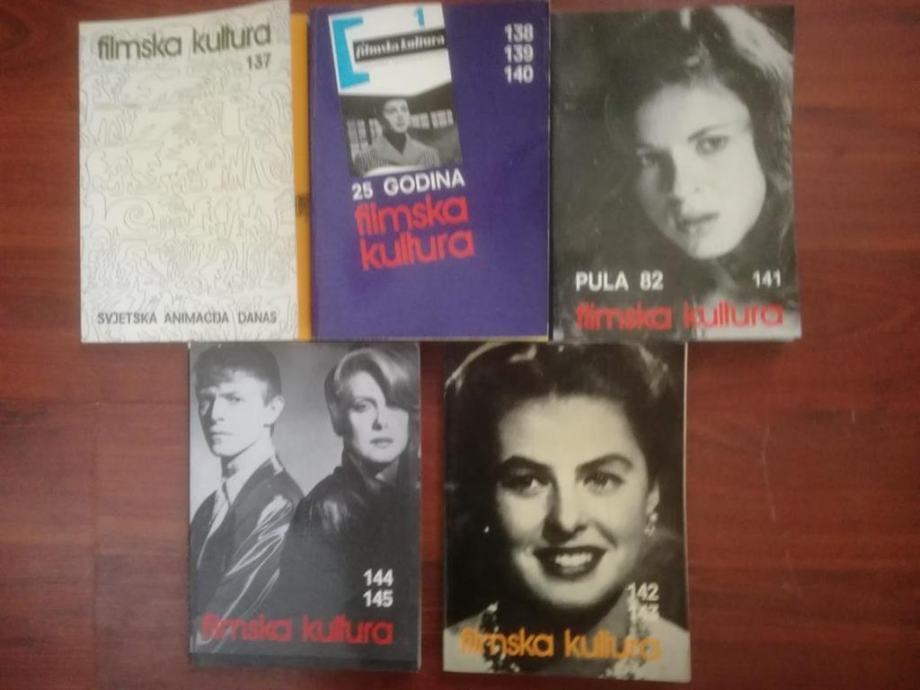 filmska kultura
137
SVJETSKA ANIMACIJA DANAS
1
filmska kultura
138
139
140
25 GODINA
filmska
kultura
PULA 82
141
filmska kultura
144
145
filmska kultura
142
143
filmska kultura